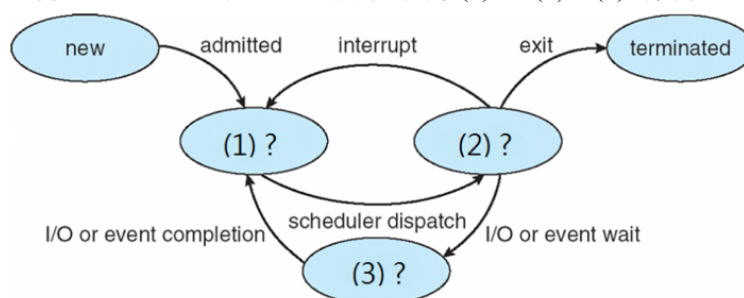 new
admitted
interrupt
exit
terminated
(1) ?
(2) ?
I/O or event completion
scheduler dispatch
I/O or event wait
(3) ?